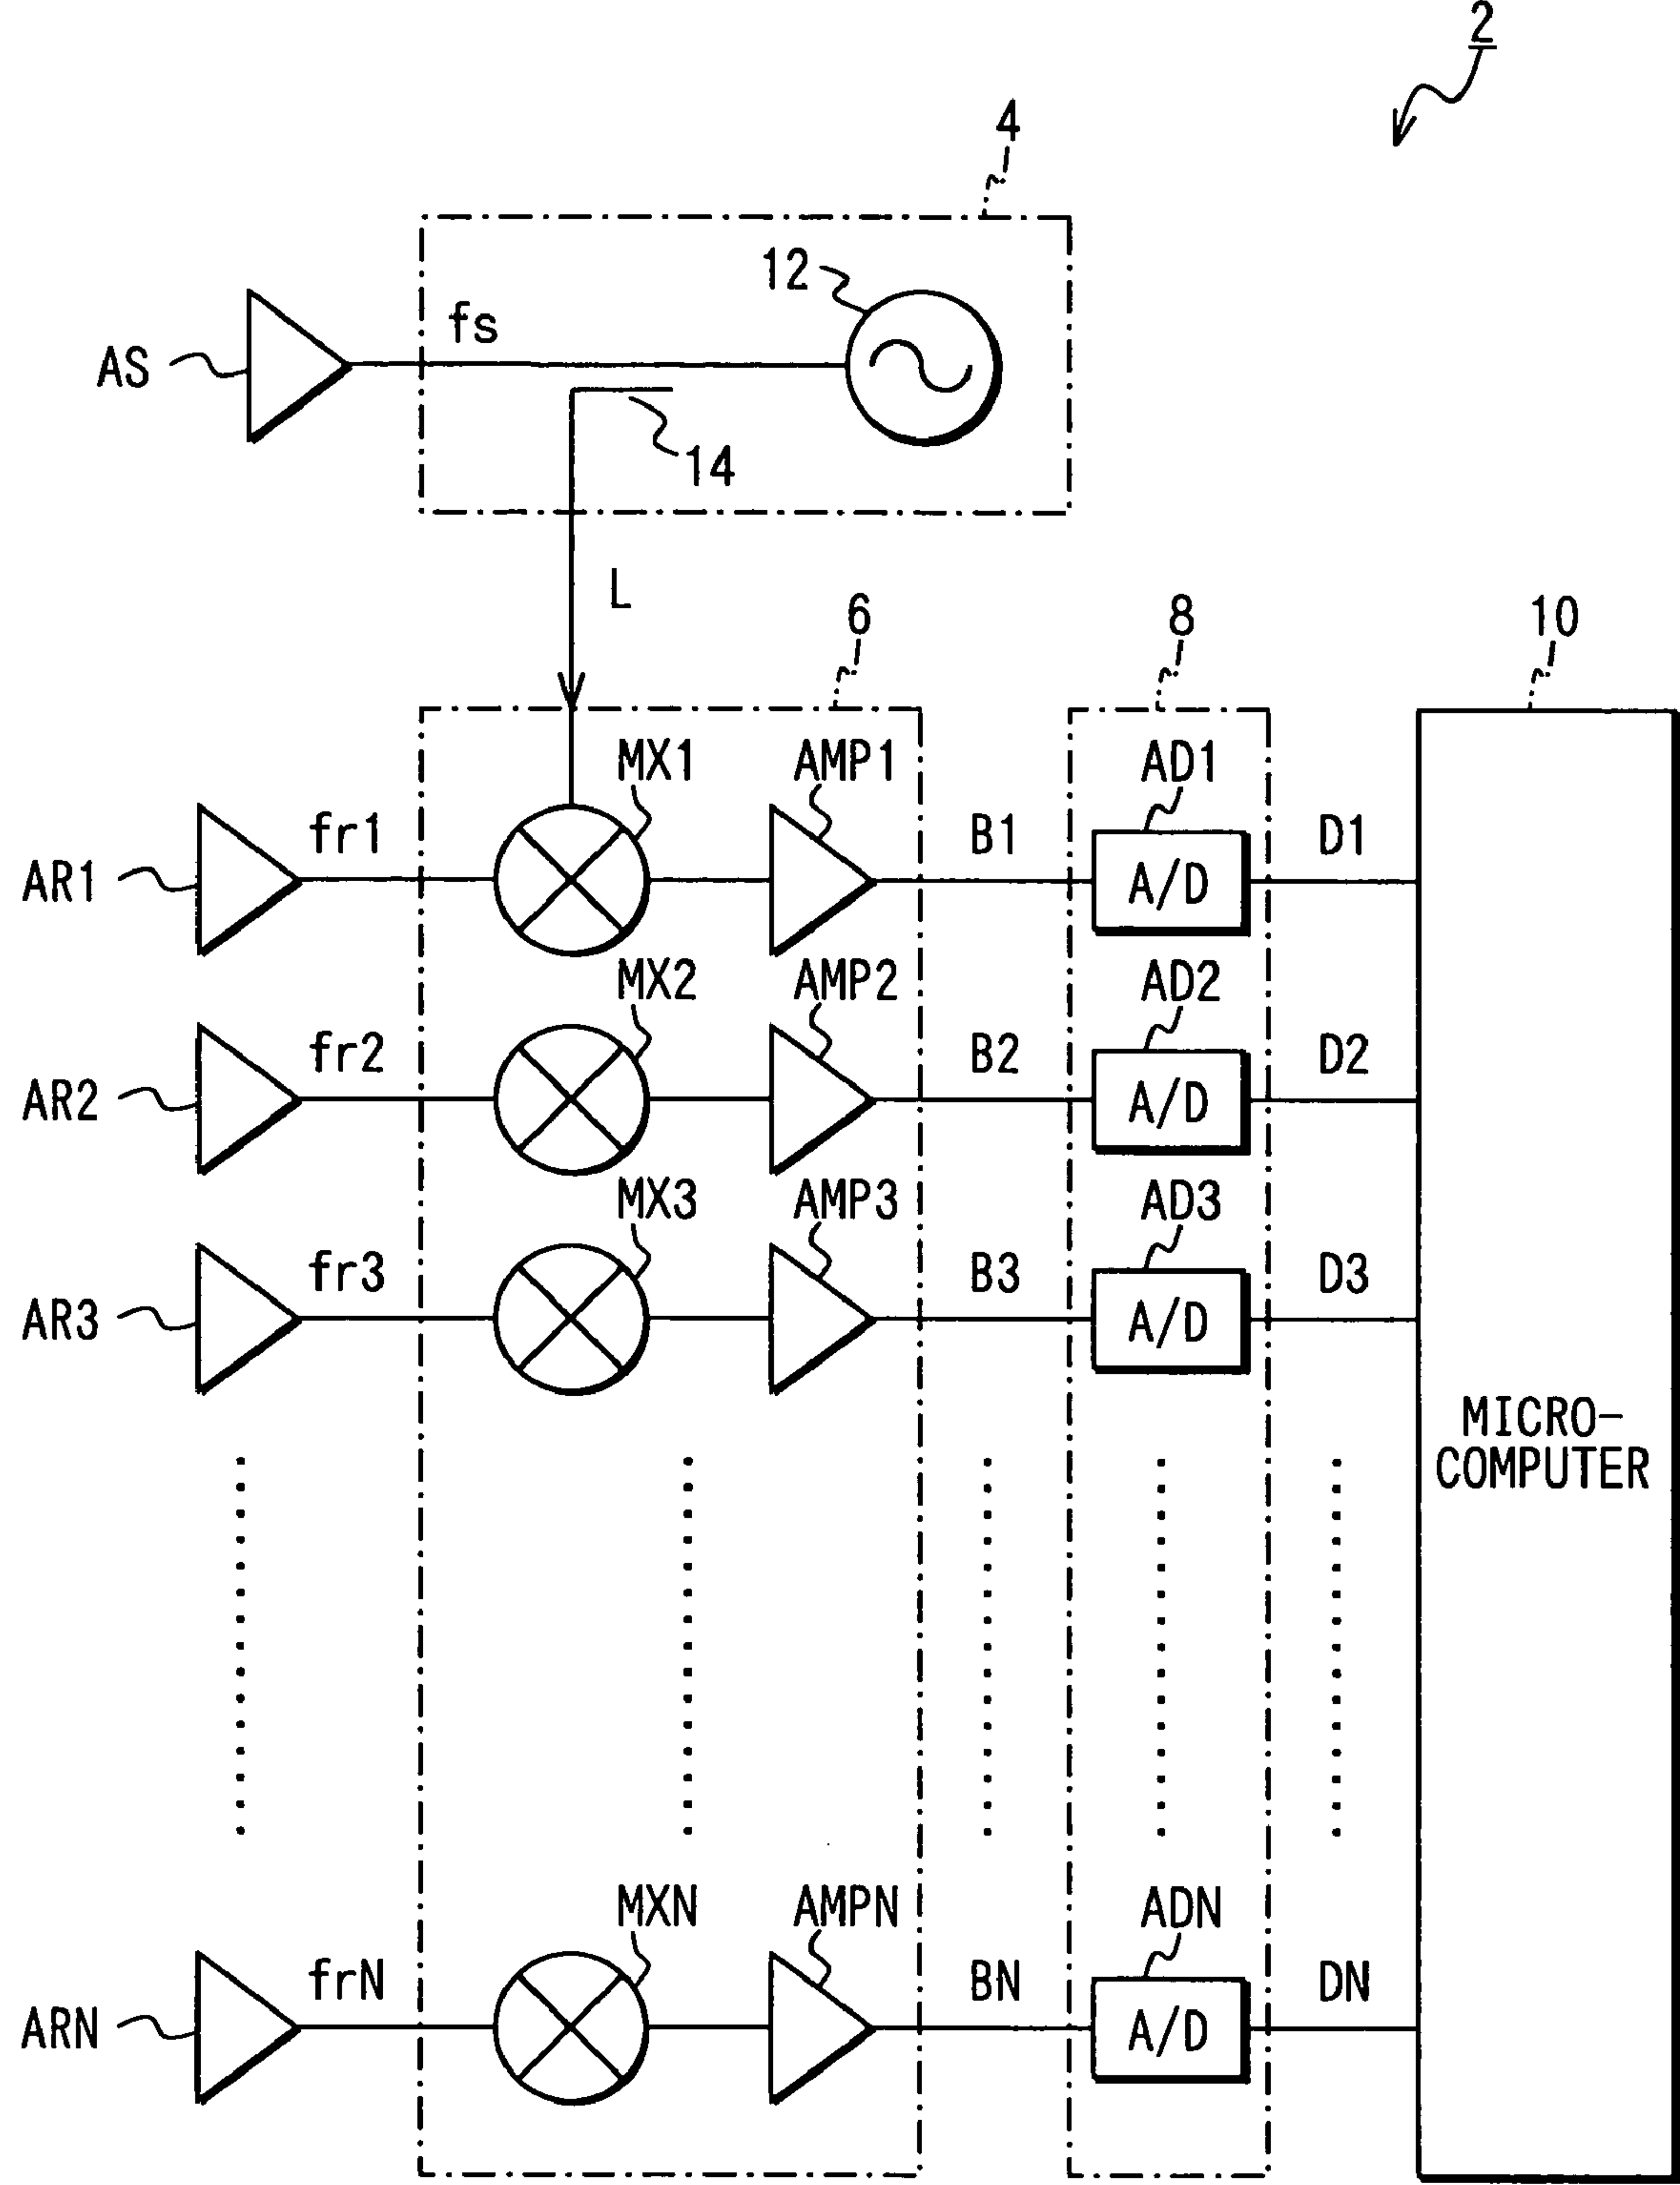 2
4
12
fs
AS
14
L
6
8
10
MX1
AMP1
AD1
fr1
B1
D1
AR1
A/D
MX2
AMP2
AD2
fr2
B2
D2
AR2
A/D
MX3
AMP3
AD3
fr3
B3
D3
AR3
A/D
MICRO-
COMPUTER
MXN
AMPN
ADN
frN
BN
DN
ARN
A/D